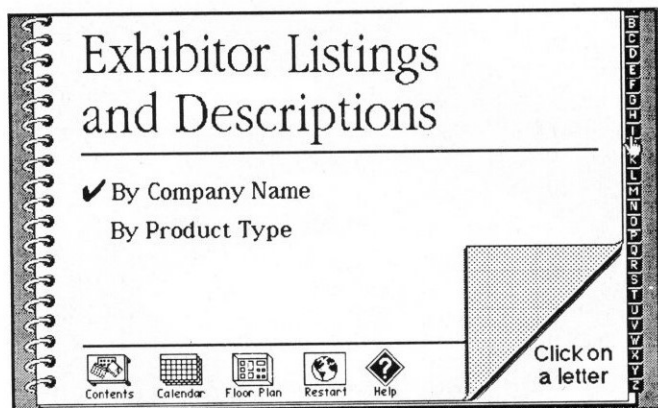 Exhibitor Listings
and Descriptions
✔ By Company Name
By Product Type
Click on
a letter
Contents Calendar Floor Plan Restart Help
B
C
D
E
F
G
H
I
K
L
M
N
O
P
Q
R
S
T
U
V
W
X
Y
Z